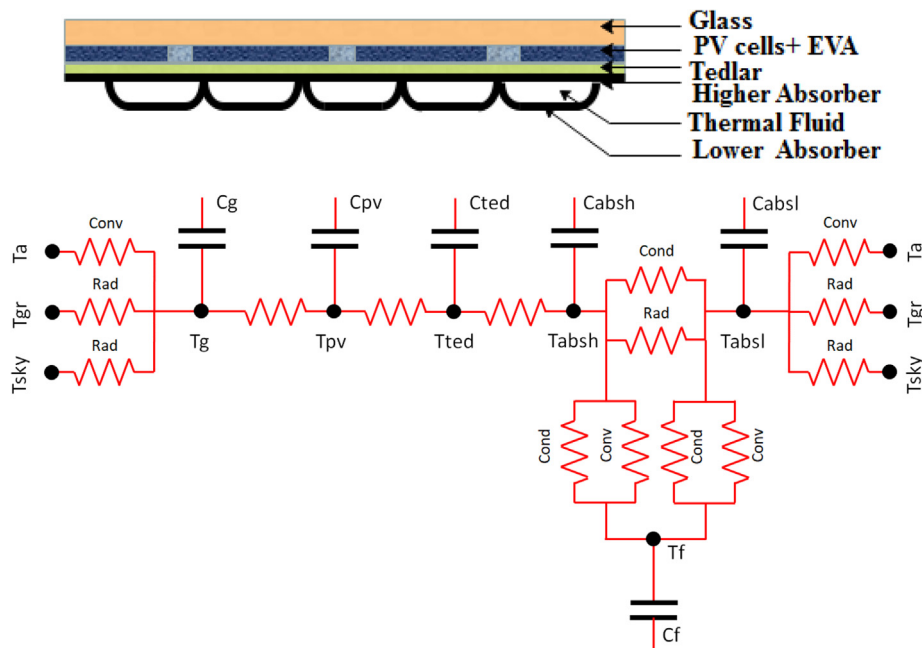 Glass
PV cells+ EVA
Tedlar
Higher Absorber
Thermal Fluid
Lower Absorber
Cg
Cpv
Cted
Cabsh
Cabsl
Conv
Conv
Ta
Ta
Cond
Rad
Rad
Tgr
Tgr
Rad
Tg
Tpv
Tted
Tabsh
Tabsl
Rad
Rad
Tsky
Tsky
Cond
Conv
Cond
Conv
Tf
Cf